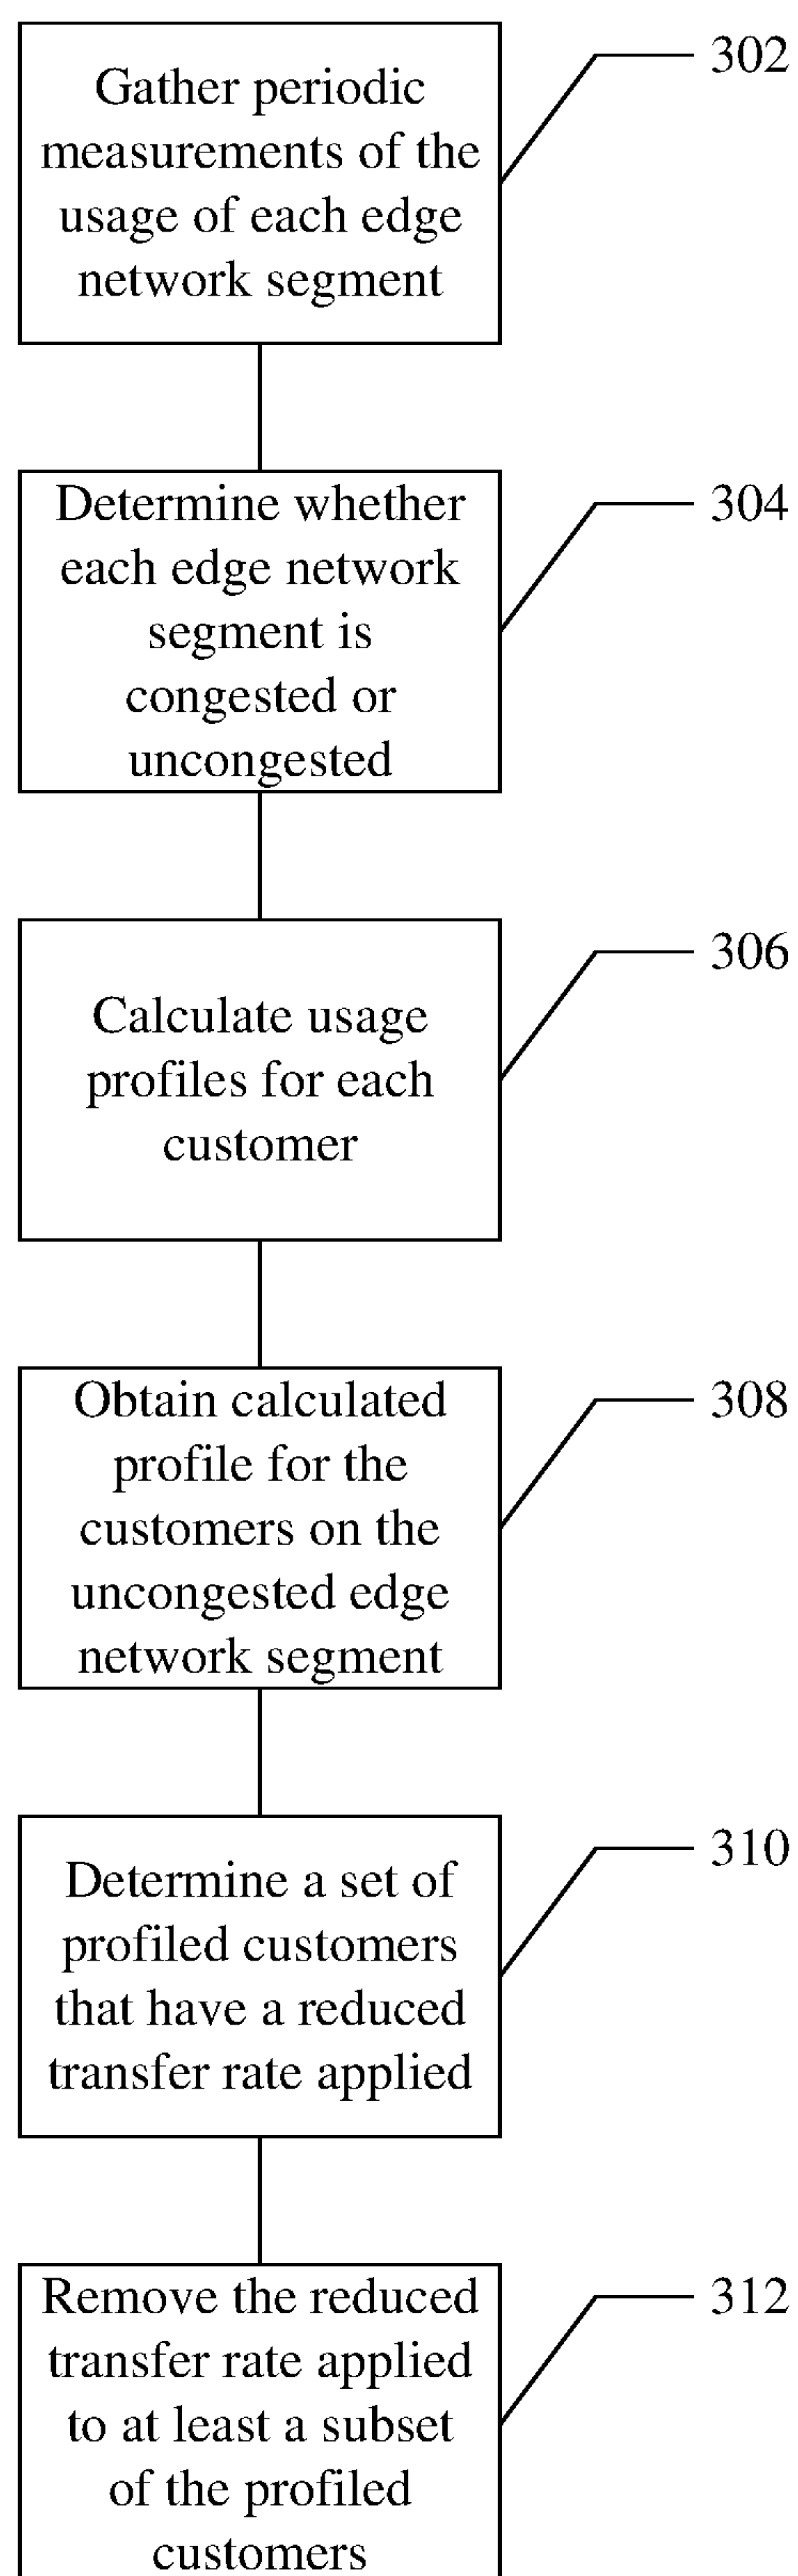 Gather periodic
measurements of the
usage of each edge
network segment
302
Determine whether
each edge network
segment is
congested or
uncongested
304
Calculate usage
profiles for each
customer
306
Obtain calculated
profile for the
customers on the
uncongested edge
network segment
308
Determine a set of
profiled customers
that have a reduced
transfer rate applied
310
Remove the reduced
transfer rate applied
to at least a subset
of the profiled
customers
312